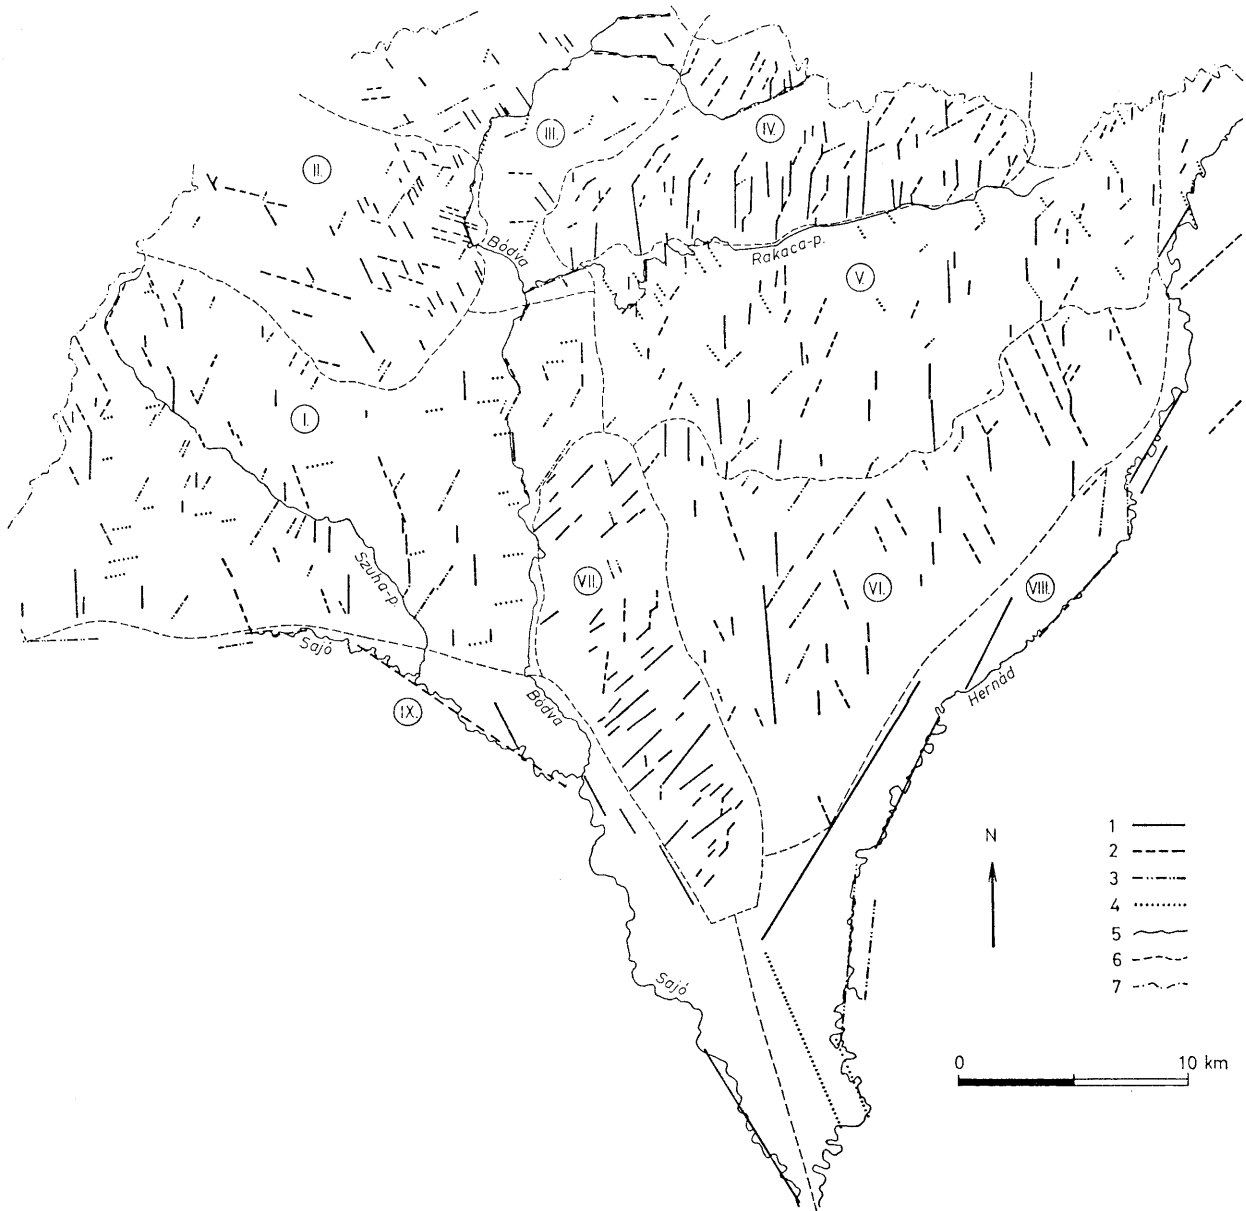 III.
IV.
II.
Bódva
Rakaca-p.
V.
I.
Szuha-p.
VII.
VI.
VIII.
Sajó
Hernád
Bódva
IX.
N
1
2
3
4
5
6
7
Sajó
0 10 km